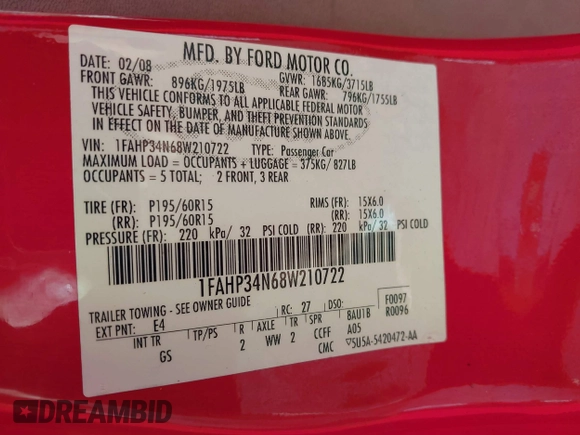 MFD. BY FORD MOTOR CO.
DATE: 02/08
GVWR: 1685KG/3715LB
FRONT GAWR: 896KG/1975LB
REAR GAWR: 796KG/1755LB
THIS VEHICLE CONFORMS TO ALL APPLICABLE FEDERAL MOTOR
VEHICLE SAFETY, BUMPER, AND THEFT PREVENTION STANDARDS
IN EFFECT ON THE DATE OF MANUFACTURE SHOWN ABOVE.
VIN: 1FAHP34N68W210722 TYPE: Passenger Car
MAXIMUM LOAD = OCCUPANTS + LUGGAGE = 375KG/ 827LB
OCCUPANTS = 5 TOTAL; 2 FRONT, 3 REAR
TIRE (FR): P195/60R15 RIMS (FR): 15X6.0
(RR): P195/60R15 (RR): 15X6.0
PRESSURE (FR): 220 kPa/ 32 PSI COLD (RR): 220 kPa/ 32 PSI COLD
1FAHP34N68W210722
TRAILER TOWING - SEE OWNER GUIDE
F0097
R0096
EXT PNT: E4 RC: 27 DSO:
INT TR TP/PS R AXLE TR SPR 8AU1B
GS 2 WW 2 CCFF A05
CMC ▽5U5A-5420472-AA
DREAMBID